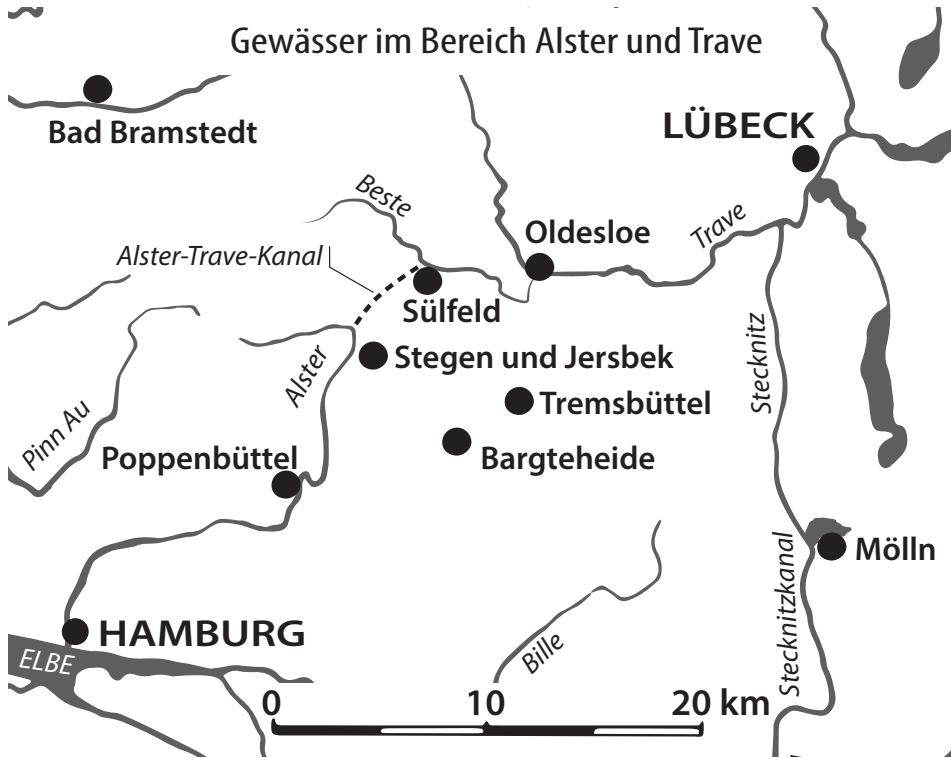 Gewässer im Bereich Alster und Trave
Bad Bramstedt
LÜBECK
Beste
Trave
Oldesloe
Alster-Trave-Kanal
Sülfeld
Stecknitz
Alster
Stegen und Jersbek
Pinn Au
Tremsbüttel
Poppenbüttel
Bargteheide
Mölln
Stecknitzkanal
HAMBURG
Bille
ELBE
0 10 20 km